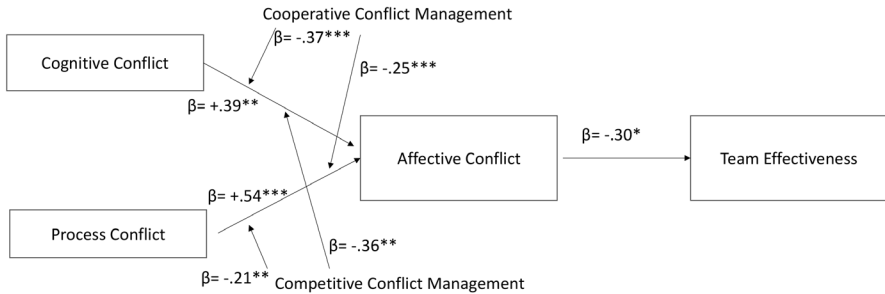 Cooperative Conflict Management
β= -.37***
Cognitive Conflict
β= -.25***
β= +.39**
Affective Conflict
β= -.30*
Team Effectiveness
β= +.54***
Process Conflict
β= -.36**
β= -.21**
Competitive Conflict Management